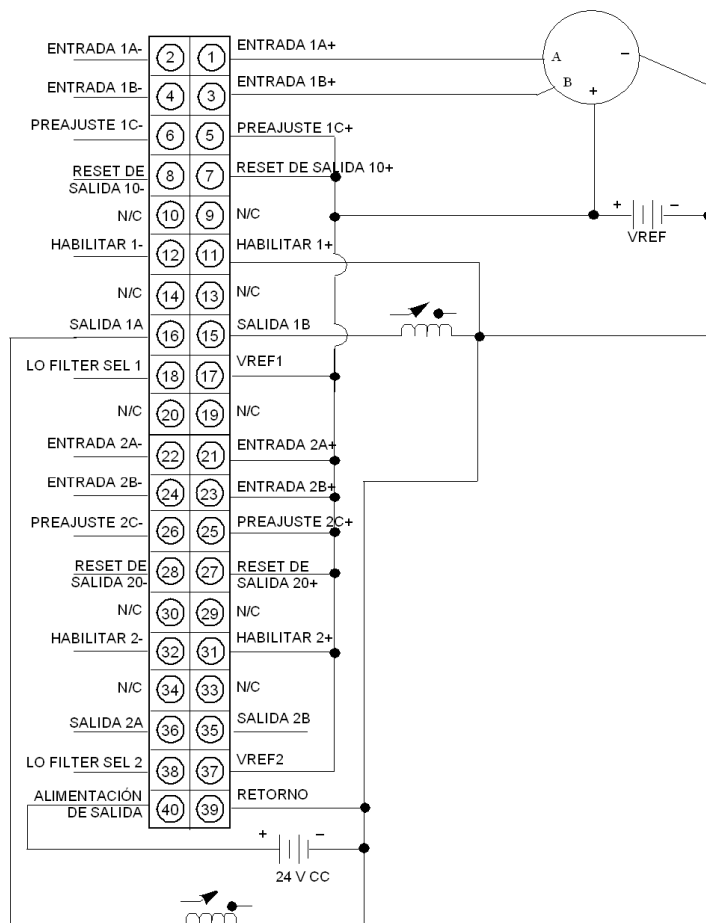 ENTRADA 1A- 2 1 ENTRADA 1A+
ENTRADA 1B- 4 3 ENTRADA 1B+
PREAJUSTE 1C- 6 5 PREAJUSTE 1C+
RESET DE
SALIDA 10- 8 7 RESET DE SALIDA 10+
N/C 10 9 N/C
HABILITAR 1- 12 11 HABILITAR 1+
N/C 14 13 N/C
SALIDA 1A 16 15 SALIDA 1B
LO FILTER SEL 1 18 17 VREF1
N/C 20 19 N/C
ENTRADA 2A- 22 21 ENTRADA 2A+
ENTRADA 2B- 24 23 ENTRADA 2B+
PREAJUSTE 2C- 26 25 PREAJUSTE 2C+
RESET DE
SALIDA 20- 28 27 RESET DE
SALIDA 20+
N/C 30 29 N/C
HABILITAR 2- 32 31 HABILITAR 2+
N/C 34 33 N/C
SALIDA 2A 36 35 SALIDA 2B
LO FILTER SEL 2 38 37 VREF2
ALIMENTACIÓN
DE SALIDA 40 39 RETORNO
A
B
+
−
+ −
VREF
+ −
24 V CC